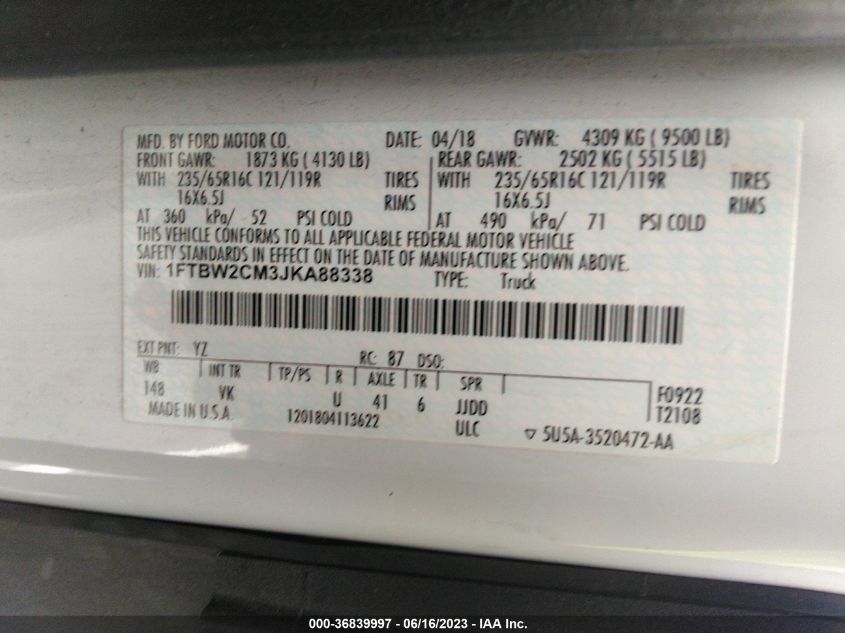 MFD. BY FORD MOTOR CO. DATE: 04/18 GVWR: 4309 KG ( 9500 LB)
FRONT GAWR: 1873 KG ( 4130 LB) REAR GAWR: 2502 KG ( 5515 LB)
WITH 235/65R16C 121/119R TIRES WITH 235/65R16C 121/119R TIRES
16X6.5J RIMS 16X6.5J RIMS
AT 360 kPa/ 52 PSI COLD AT 490 kPa/ 71 PSI COLD
THIS VEHICLE CONFORMS TO ALL APPLICABLE FEDERAL MOTOR VEHICLE
SAFETY STANDARDS IN EFFECT ON THE DATE OF MANUFACTURE SHOWN ABOVE.
VIN: 1FTBW2CM3JKA88338 TYPE: Truck
EXT PNT: YZ RC: 87 DSO:
WB INT TR TP/PS R AXLE TR SPR
148 VK U 41 6 JJDD F0922
MADE IN U.S.A. 1201804113622 ULC T2108
▽ 5U5A-3520472-AA
000-36839997 - 06/16/2023 - IAA Inc.